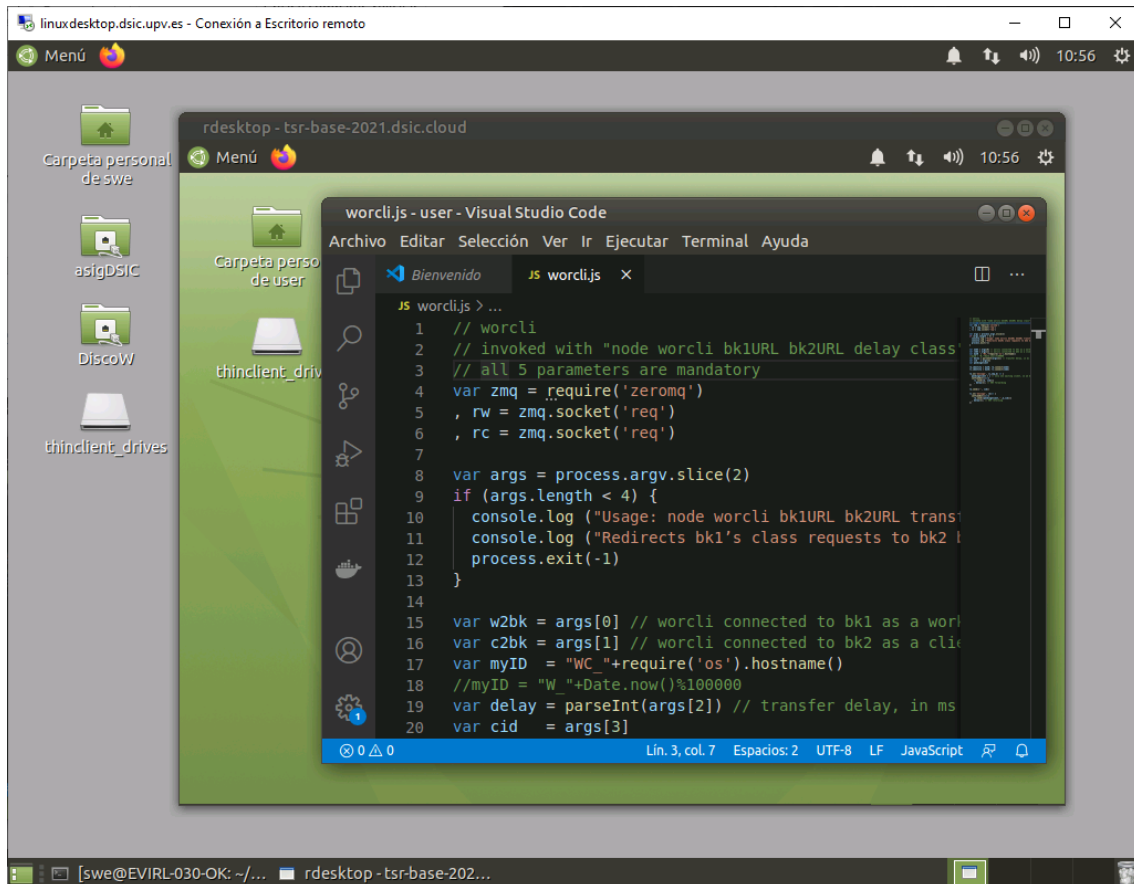 linuxdesktop.dsic.upv.es - Conexión a Escritorio remoto
Menú
10:56
Carpeta personal
de swe
asigDSIC
DiscoW
thinclient_drives
rdesktop - tsr-base-2021.dsic.cloud
Menú
10:56
Carpeta perso
de user
thinclient_driv
worcli.js - user - Visual Studio Code
Archivo Editar Selección Ver Ir Ejecutar Terminal Ayuda
Bienvenido
JS worcli.js
JS worcli.js > ...
1 // worcli
2 // invoked with "node worcli bk1URL bk2URL delay class"
3 // all 5 parameters are mandatory
4 var zmq = require('zeromq')
5 , rw = zmq.socket('req')
6 , rc = zmq.socket('req')
7
8 var args = process.argv.slice(2)
9 if (args.length < 4) {
10 console.log ("Usage: node worcli bk1URL bk2URL transf
11 console.log ("Redirects bk1’s class requests to bk2 b
12 process.exit(-1)
13 }
14
15 var w2bk = args[0] // worcli connected to bk1 as a wor
16 var c2bk = args[1] // worcli connected to bk2 as a clie
17 var myID = "WC_"+require('os').hostname()
18 //myID = "W_"+Date.now()%100000
19 var delay = parseInt(args[2]) // transfer delay, in ms
20 var cid = args[3]
1
0 0
Lín. 3, col. 7 Espacios: 2 UTF-8 LF JavaScript
[swe@EVIRL-030-OK: ~/...
rdesktop - tsr-base-202...